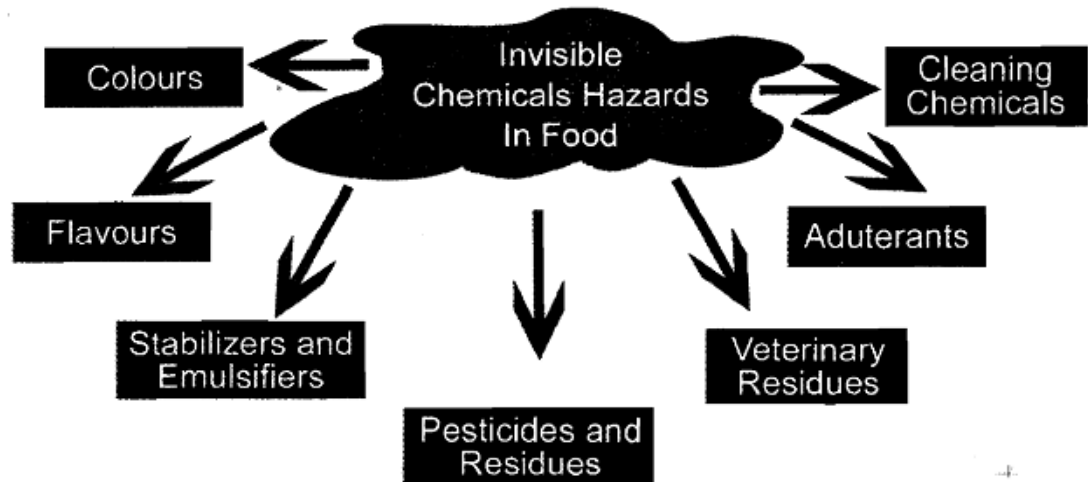 Invisible
Chemicals Hazards
In Food
Colours
Cleaning
Chemicals
Flavours
Aduterants
Stabilizers and
Emulsifiers
Veterinary
Residues
Pesticides and
Residues